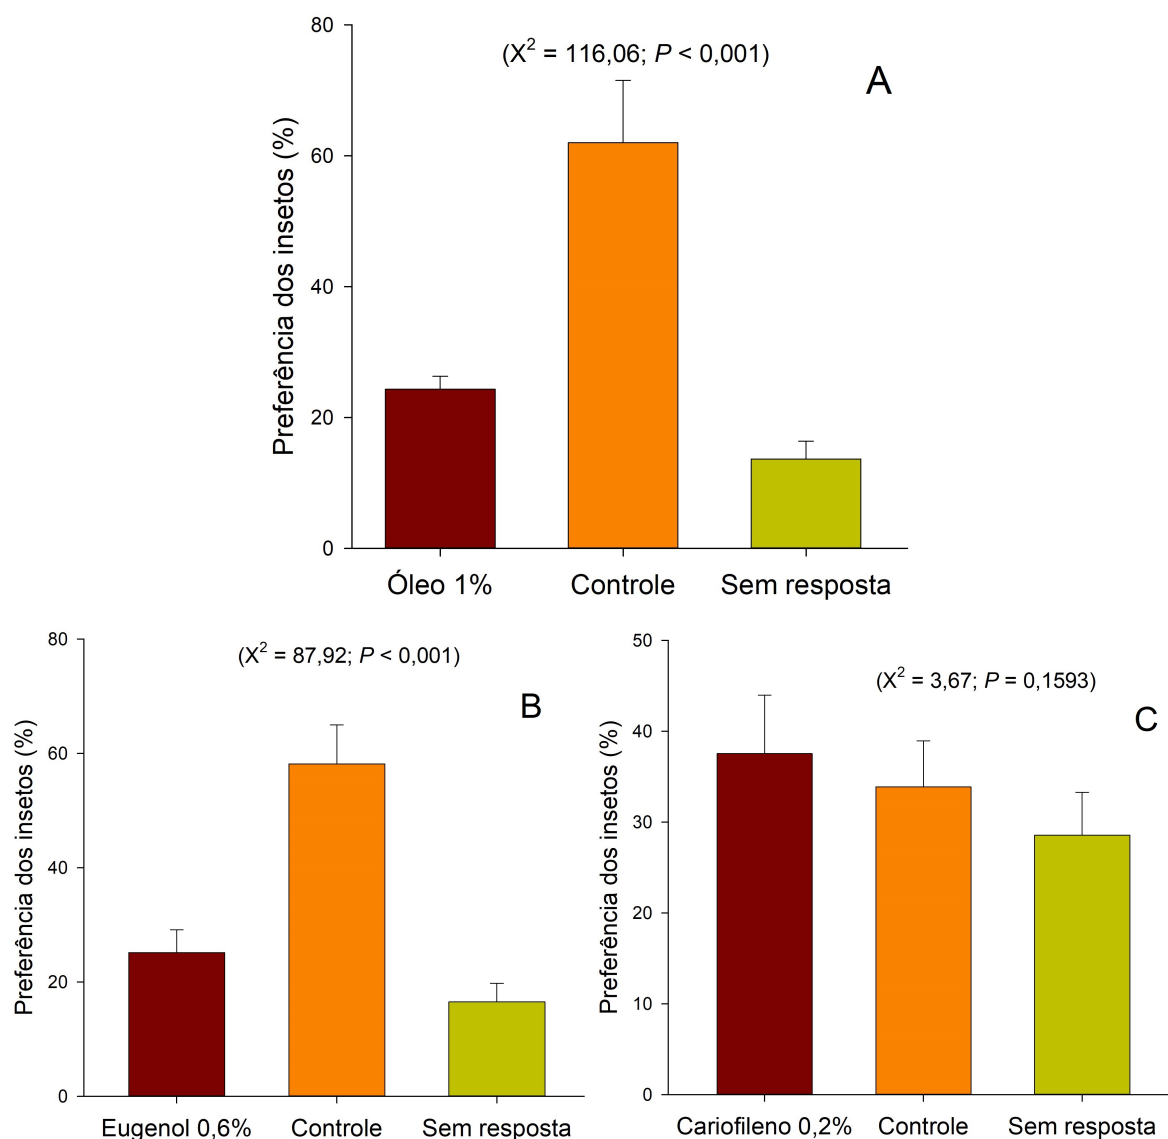 80
(X² = 116,06; P < 0,001)
A
60
40
20
0
Preferência dos insetos (%)
Óleo 1%
Controle
Sem resposta
80
(X² = 87,92; P < 0,001)
B
60
40
20
0
Preferência dos insetos (%)
Eugenol 0,6%
Controle
Sem resposta
50
(X² = 3,67; P = 0,1593)
C
40
30
20
10
0
Preferência dos insetos (%)
Cariofileno 0,2%
Controle
Sem resposta